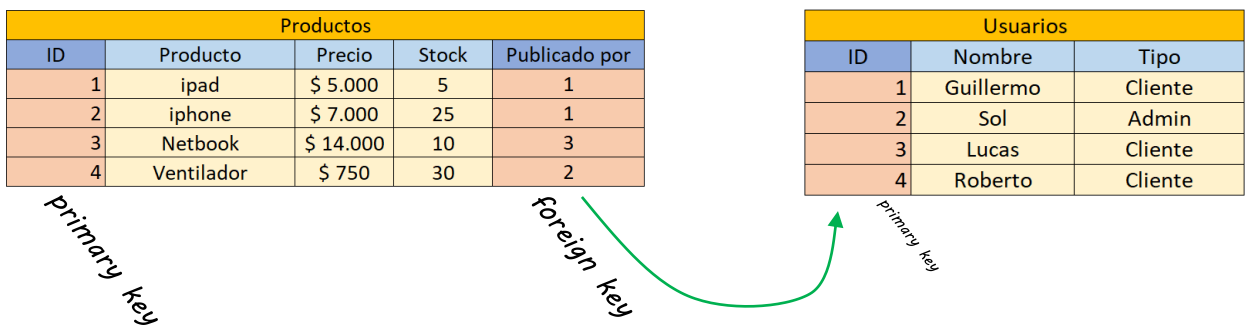 Productos
ID Producto Precio Stock Publicado por
1 ipad $ 5.000 5 1
2 iphone $ 7.000 25 1
3 Netbook $ 14.000 10 3
4 Ventilador $ 750 30 2
primary key
foreign key
Usuarios
ID Nombre Tipo
1 Guillermo Cliente
2 Sol Admin
3 Lucas Cliente
4 Roberto Cliente
primary key